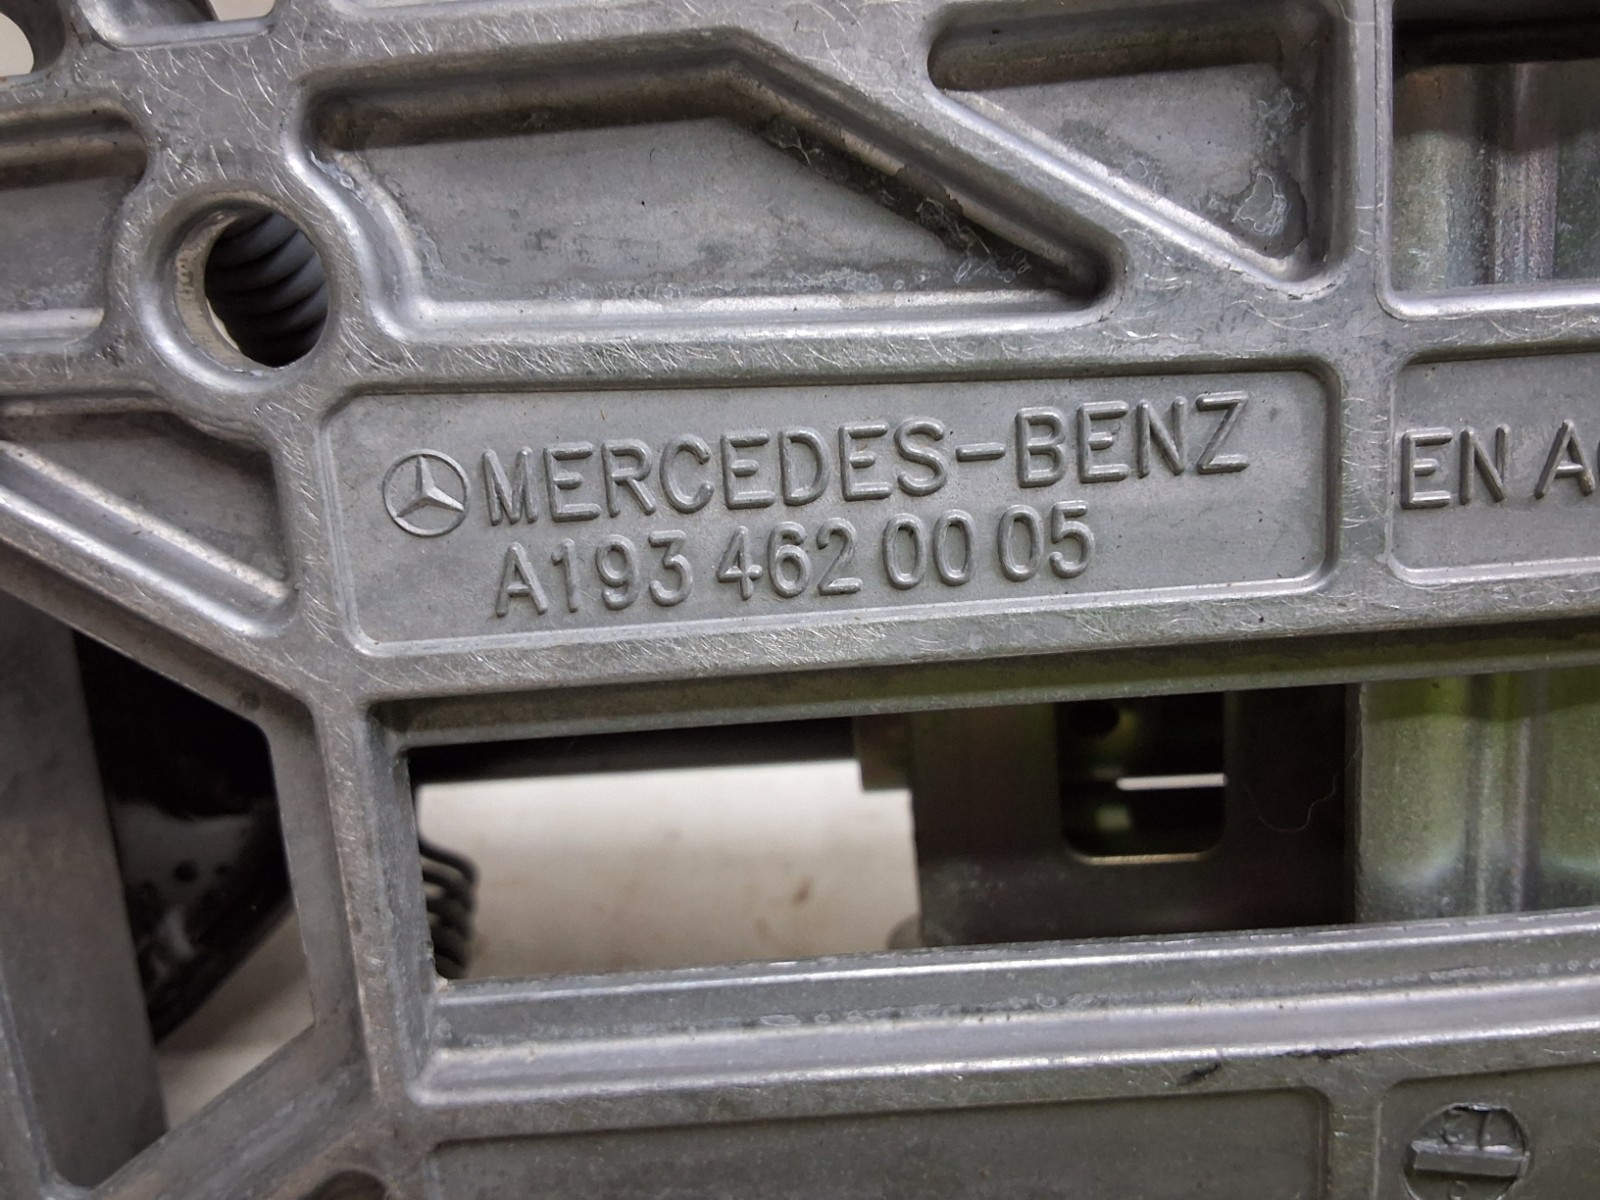 MERCEDES-BENZ
A193 462 00 05
EN A